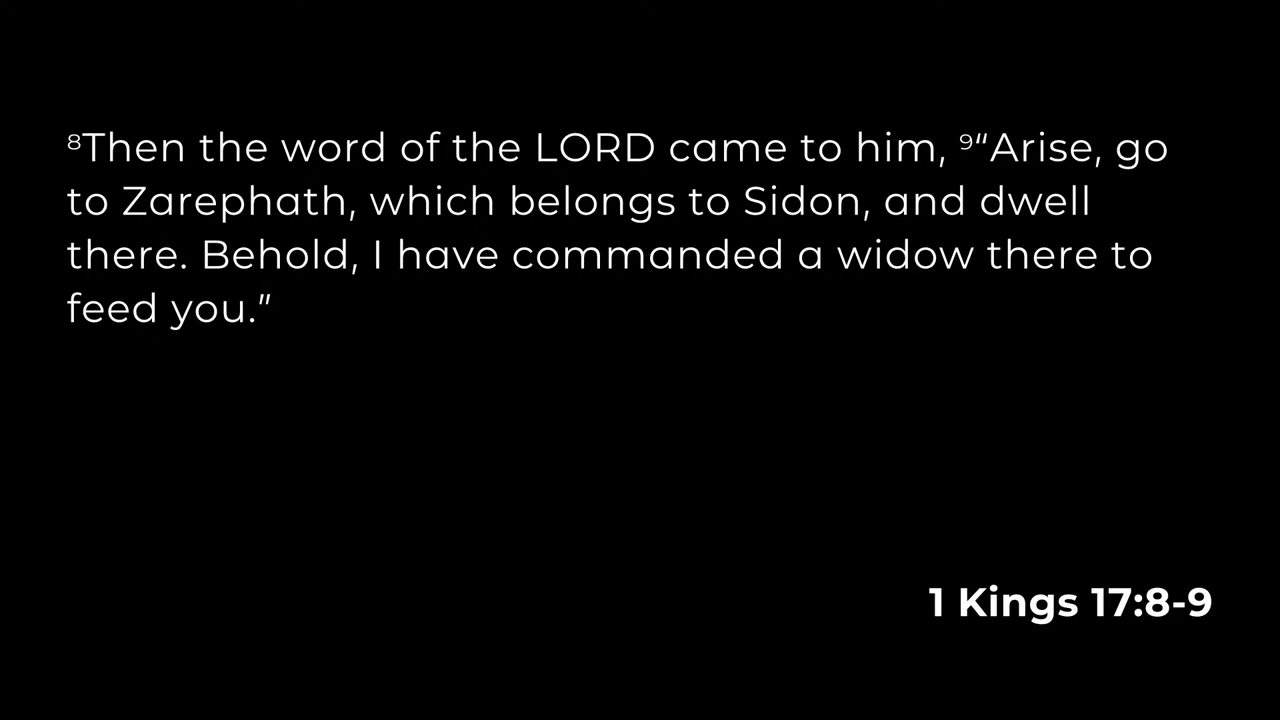 ⁸Then the word of the LORD came to him, ⁹“Arise, go
to Zarephath, which belongs to Sidon, and dwell
there. Behold, I have commanded a widow there to
feed you.”
1 Kings 17:8-9